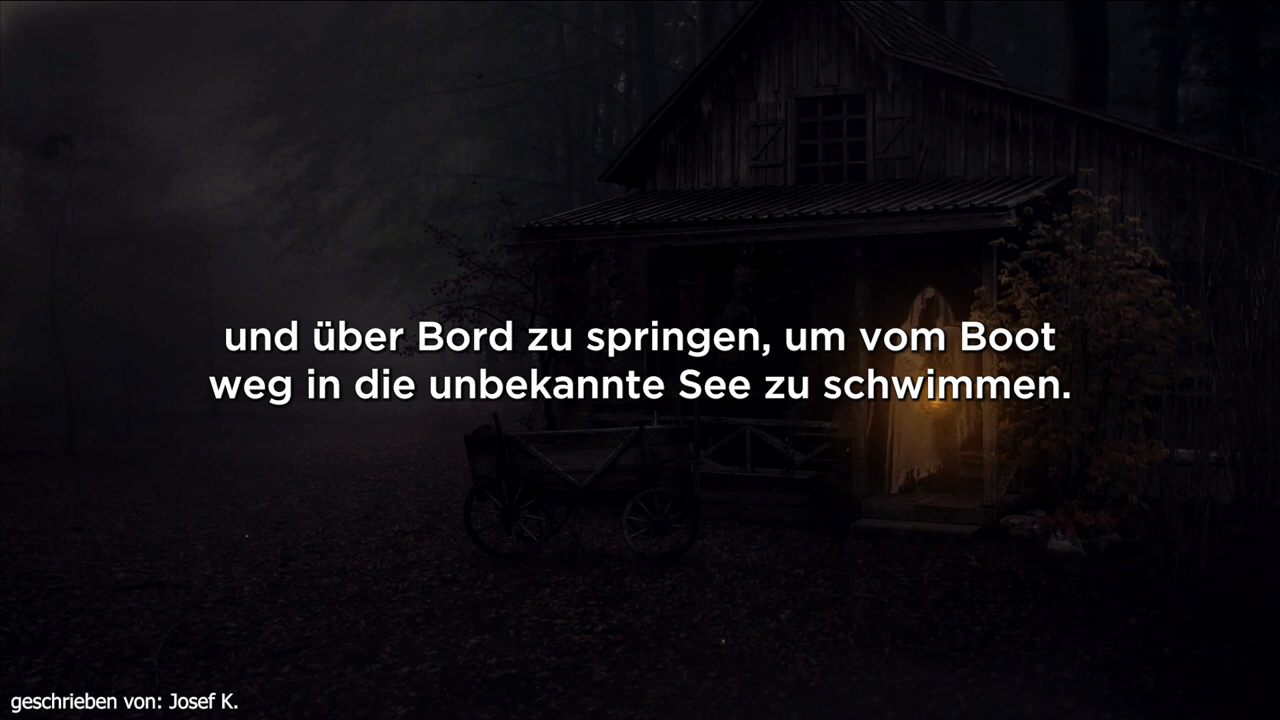 und über Bord zu springen, um vom Boot
weg in die unbekannte See zu schwimmen.
geschrieben von: Josef K.